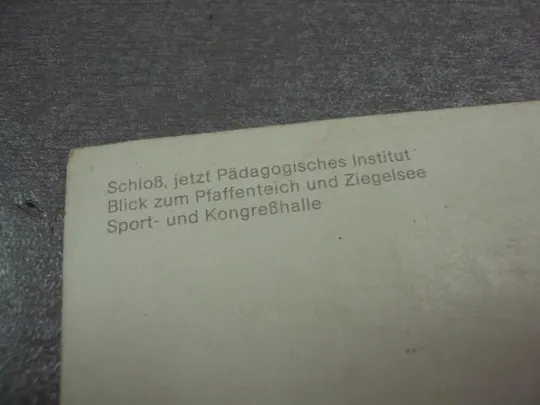 Schloß, jetzt Pädagogisches Institut
Blick zum Pfaffenteich und Ziegelsee
Sport- und Kongreßhalle